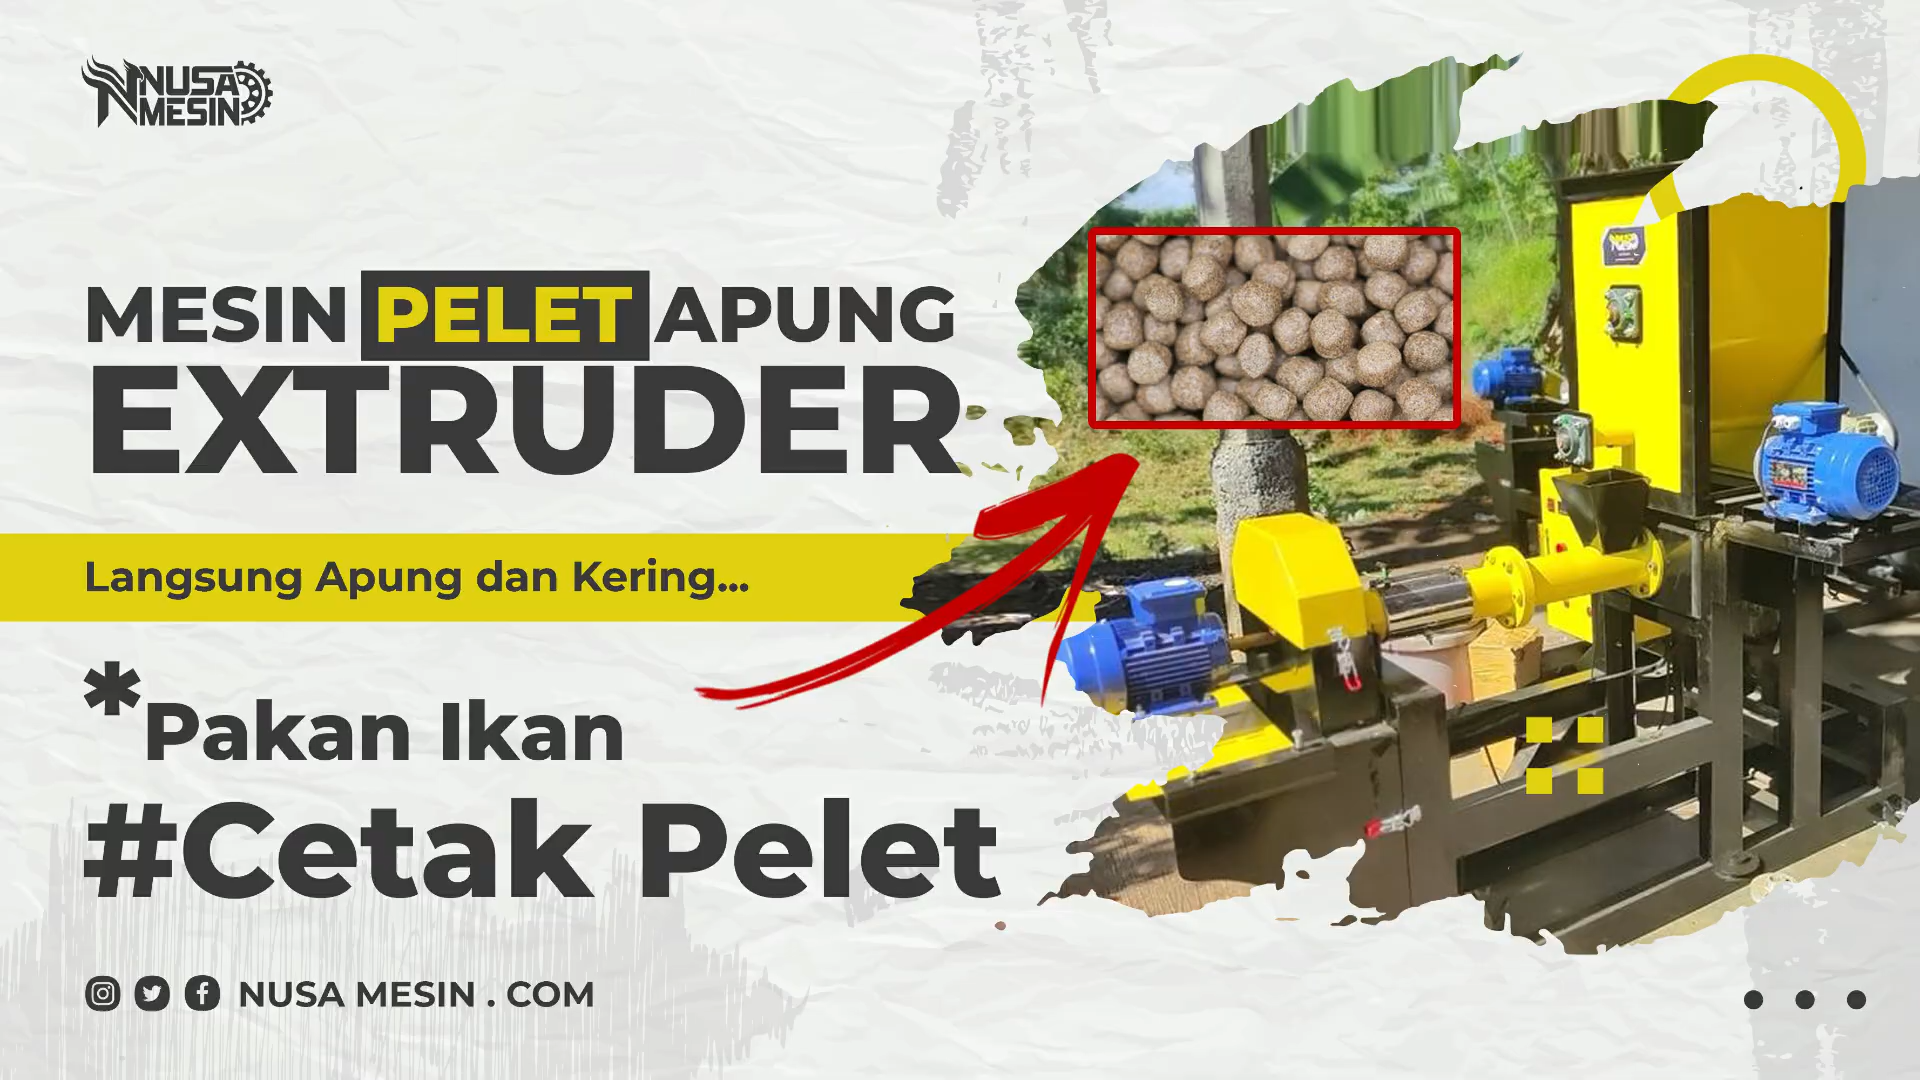 NUSA
MESIN
MESIN PELET APUNG
EXTRUDER
Langsung Apung dan Kering...
*Pakan Ikan
#Cetak Pelet
NUSA MESIN . COM